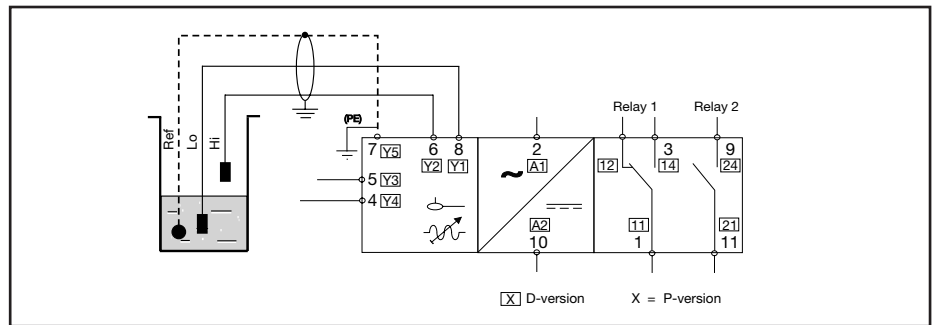 Relay 1 Relay 2
(PE)
Ref
Lo
Hi
7 Y5 6 8 2 3 9
Y2 Y1 A1 12 14 24
5 Y3
4 Y4
A2 11 21
10 1 11
X D-version X = P-version